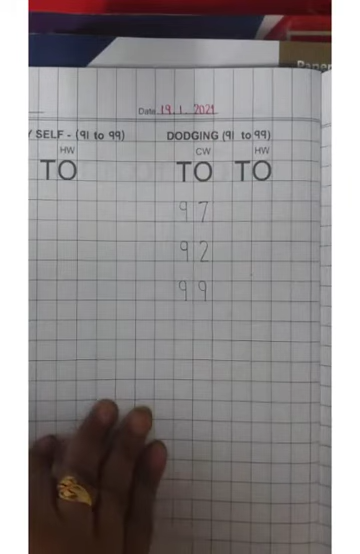 Paper
Date 19.1.2021
Y SELF - (91 to 99)
DODGING (91 to 99)
HW
CW
HW
TO
TO
TO
97
92
99